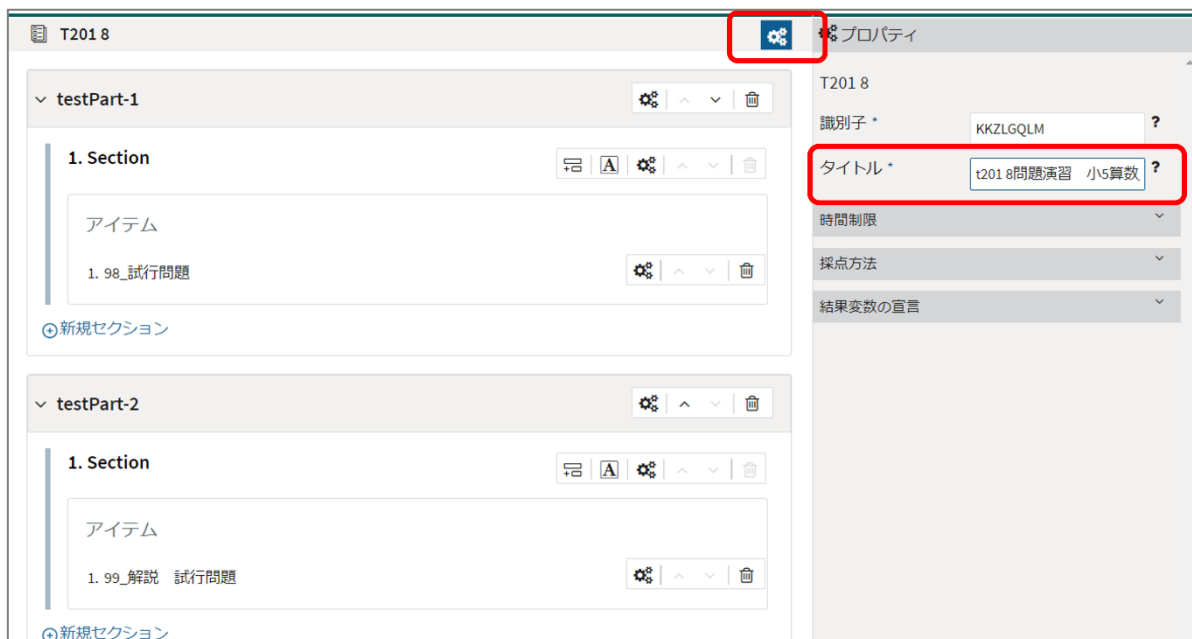 T201 8
testPart-1
1. Section
アイテム
1. 98_試行問題
新規セクション
testPart-2
1. Section
アイテム
1. 99_解説　試行問題
新規セクション
プロパティ
T201 8
識別子 *
KKZLGQLM
?
タイトル *
t201 8問題演習　小5算数
?
時間制限
採点方法
結果変数の宣言